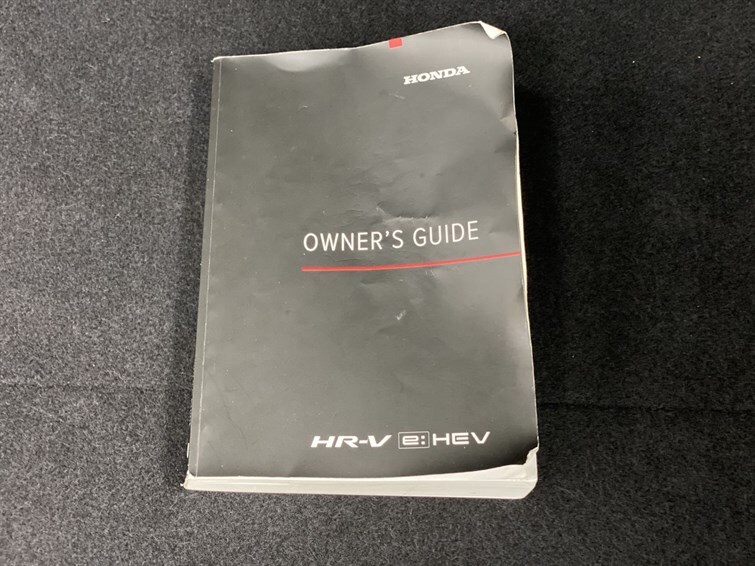 HONDA
OWNER'S GUIDE
HR-V e:HEV